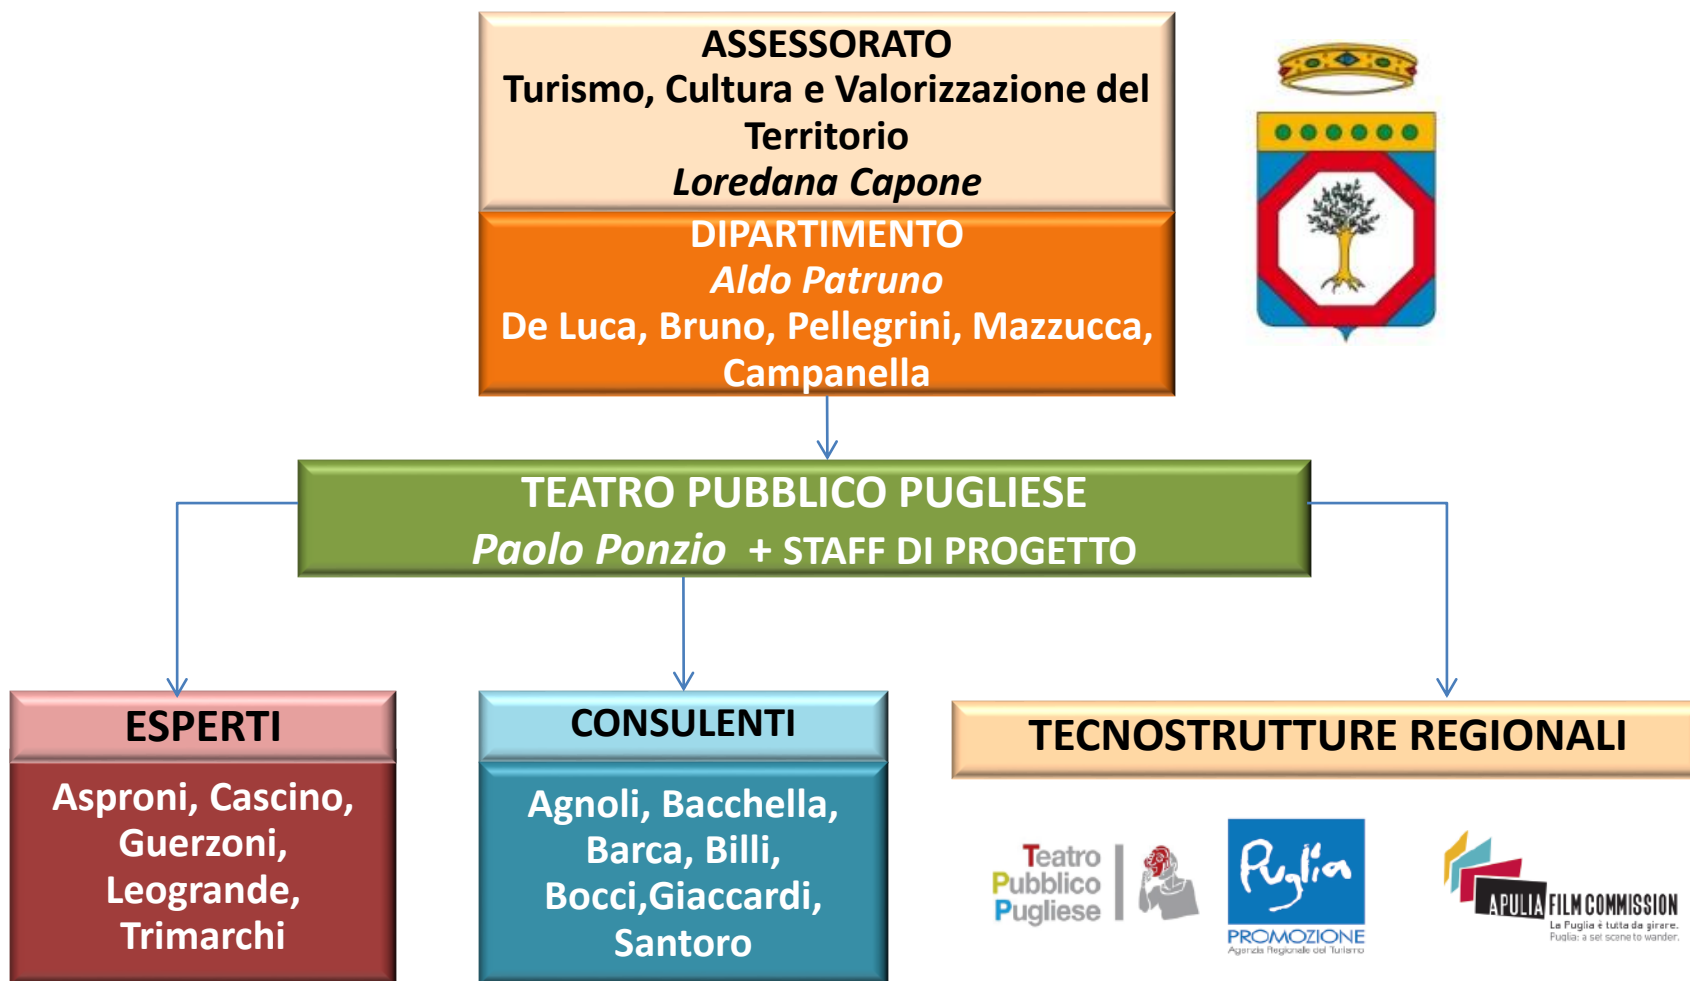 ASSESSORATO
Turismo, Cultura e Valorizzazione del
Territorio
Loredana Capone
DIPARTIMENTO
Aldo Patruno
De Luca, Bruno, Pellegrini, Mazzucca,
Campanella
TEATRO PUBBLICO PUGLIESE
Paolo Ponzio + STAFF DI PROGETTO
ESPERTI
Asproni, Cascino,
Guerzoni,
Leogrande,
Trimarchi
CONSULENTI
Agnoli, Bacchella,
Barca, Billi,
Bocci,Giaccardi,
Santoro
TECNOSTRUTTURE REGIONALI
Teatro
Pubblico
Pugliese
Puglia
PROMOZIONE
Agenzia Regionale del Turismo
APULIA FILM COMMISSION
La Puglia è tutta da girare.
Puglia: a set scene to wander.